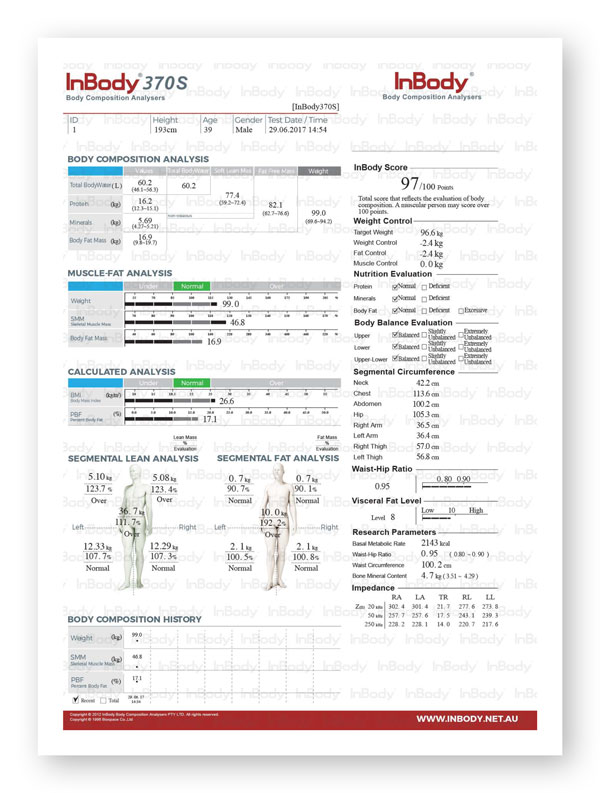 InBody 370S
Body Composition Analysers
[InBody370S]
ID Height Age Gender Test Date / Time
1 193cm 39 Male 29.06.2017 14:54
BODY COMPOSITION ANALYSIS
Values Total Body Water Soft Lean Mass Fat Free Mass Weight
Total BodyWater (L) 60.2 60.2 77.4 82.1 99.0
(46.1~56.3) (59.2~72.4) (62.7~76.6) (89.6~94.2)
Protein (kg) 16.2
(12.3~15.1)
Minerals (kg) 5.69
(4.27~5.21)
non-osseous
Body Fat Mass (kg) 16.9
(9.8~19.7)
MUSCLE-FAT ANALYSIS
Under Normal Over
Weight 99.0
SMM 46.8
Skeletal Muscle Mass
Body Fat Mass 16.9
CALCULATED ANALYSIS
Under Normal Over
BMI (kg/m²) 26.6
Body Mass Index
PBF (%) 17.1
Percent Body Fat
Lean Mass
%
Evaluation
Fat Mass
%
Evaluation
SEGMENTAL LEAN ANALYSIS
5.10 kg 5.08 kg
123.7 % 123.4 %
Over Over
36.7 kg
111.7%
Over
Left Right
12.33 kg 12.29 kg
107.7% 107.3%
Normal Normal
SEGMENTAL FAT ANALYSIS
0.7 kg 0.7 kg
90.7% 90.1%
Normal Normal
10.0 kg
192.2%
Over
Left Right
2.1 kg 2.1 kg
100.5% 100.8%
Normal Normal
BODY COMPOSITION HISTORY
Weight (kg) 99.0
SMM (kg) 46.8
Skeletal Muscle Mass
PBF (%) 17.1
Percent Body Fat
Recent Total 29.06.17
14:54
InBody
Body Composition Analysers
InBody Score
97/100 Points
Total score that reflects the evaluation of body
composition. A muscular person may score over
100 points.
Weight Control
Target Weight 96.6 kg
Weight Control -2.4 kg
Fat Control -2.4 kg
Muscle Control 0.0 kg
Nutrition Evaluation
Protein Normal Deficient
Minerals Normal Deficient
Body Fat Normal Deficient Excessive
Body Balance Evaluation
Upper Balanced Slightly Unbalanced Extremely Unbalanced
Lower Balanced Slightly Unbalanced Extremely Unbalanced
Upper-Lower Balanced Slightly Unbalanced Extremely Unbalanced
Segmental Circumference
Neck 42.2 cm
Chest 113.6 cm
Abdomen 100.2 cm
Hip 105.3 cm
Right Arm 36.5 cm
Left Arm 36.4 cm
Right Thigh 57.0 cm
Left Thigh 56.8 cm
Waist-Hip Ratio
0.95 0.80 0.90
Visceral Fat Level
Level 8 Low 10 High
Research Parameters
Basal Metabolic Rate 2143 kcal
Waist-Hip Ratio 0.95 ( 0.80 ~ 0.90 )
Waist Circumference 100.2 cm
Bone Mineral Content 4.7 kg ( 3.51 ~ 4.29 )
Impedance
RA LA TR RL LL
Z(Ω) 20 kHz 302.4 301.4 21.7 277.6 273.8
50 kHz 257.7 257.6 17.5 243.1 239.3
250 kHz 228.2 228.1 14.0 220.7 217.6
Copyright © 2012 InBody Body Composition Analysers PTY LTD. All rights reserved.
Copyright © 1996 Biospace Co.,Ltd
WWW.INBODY.NET.AU